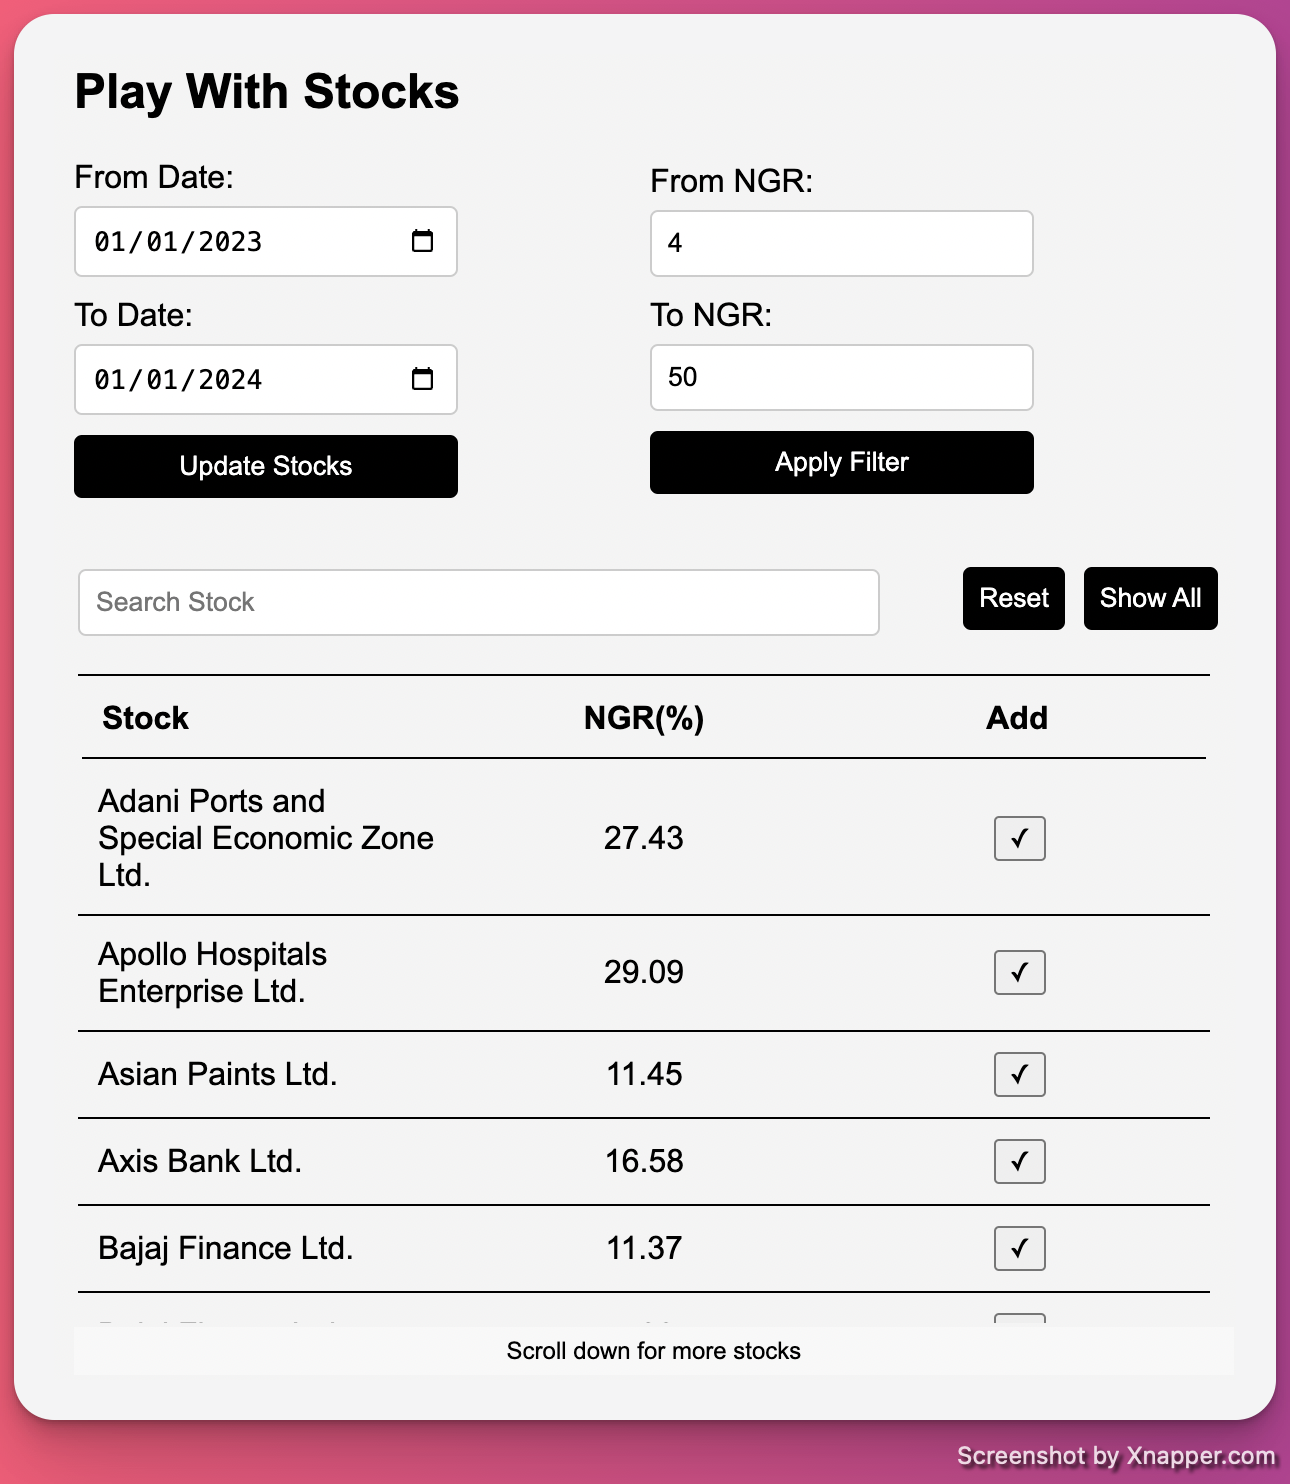 Play With Stocks
From Date:
01/01/2023
To Date:
01/01/2024
Update Stocks
From NGR:
4
To NGR:
50
Apply Filter
Search Stock
Reset
Show All
Stock NGR(%) Add
Adani Ports and
Special Economic Zone
Ltd.
27.43 ✓
Apollo Hospitals
Enterprise Ltd.
29.09 ✓
Asian Paints Ltd. 11.45 ✓
Axis Bank Ltd. 16.58 ✓
Bajaj Finance Ltd. 11.37 ✓
Scroll down for more stocks
Screenshot by Xnapper.com